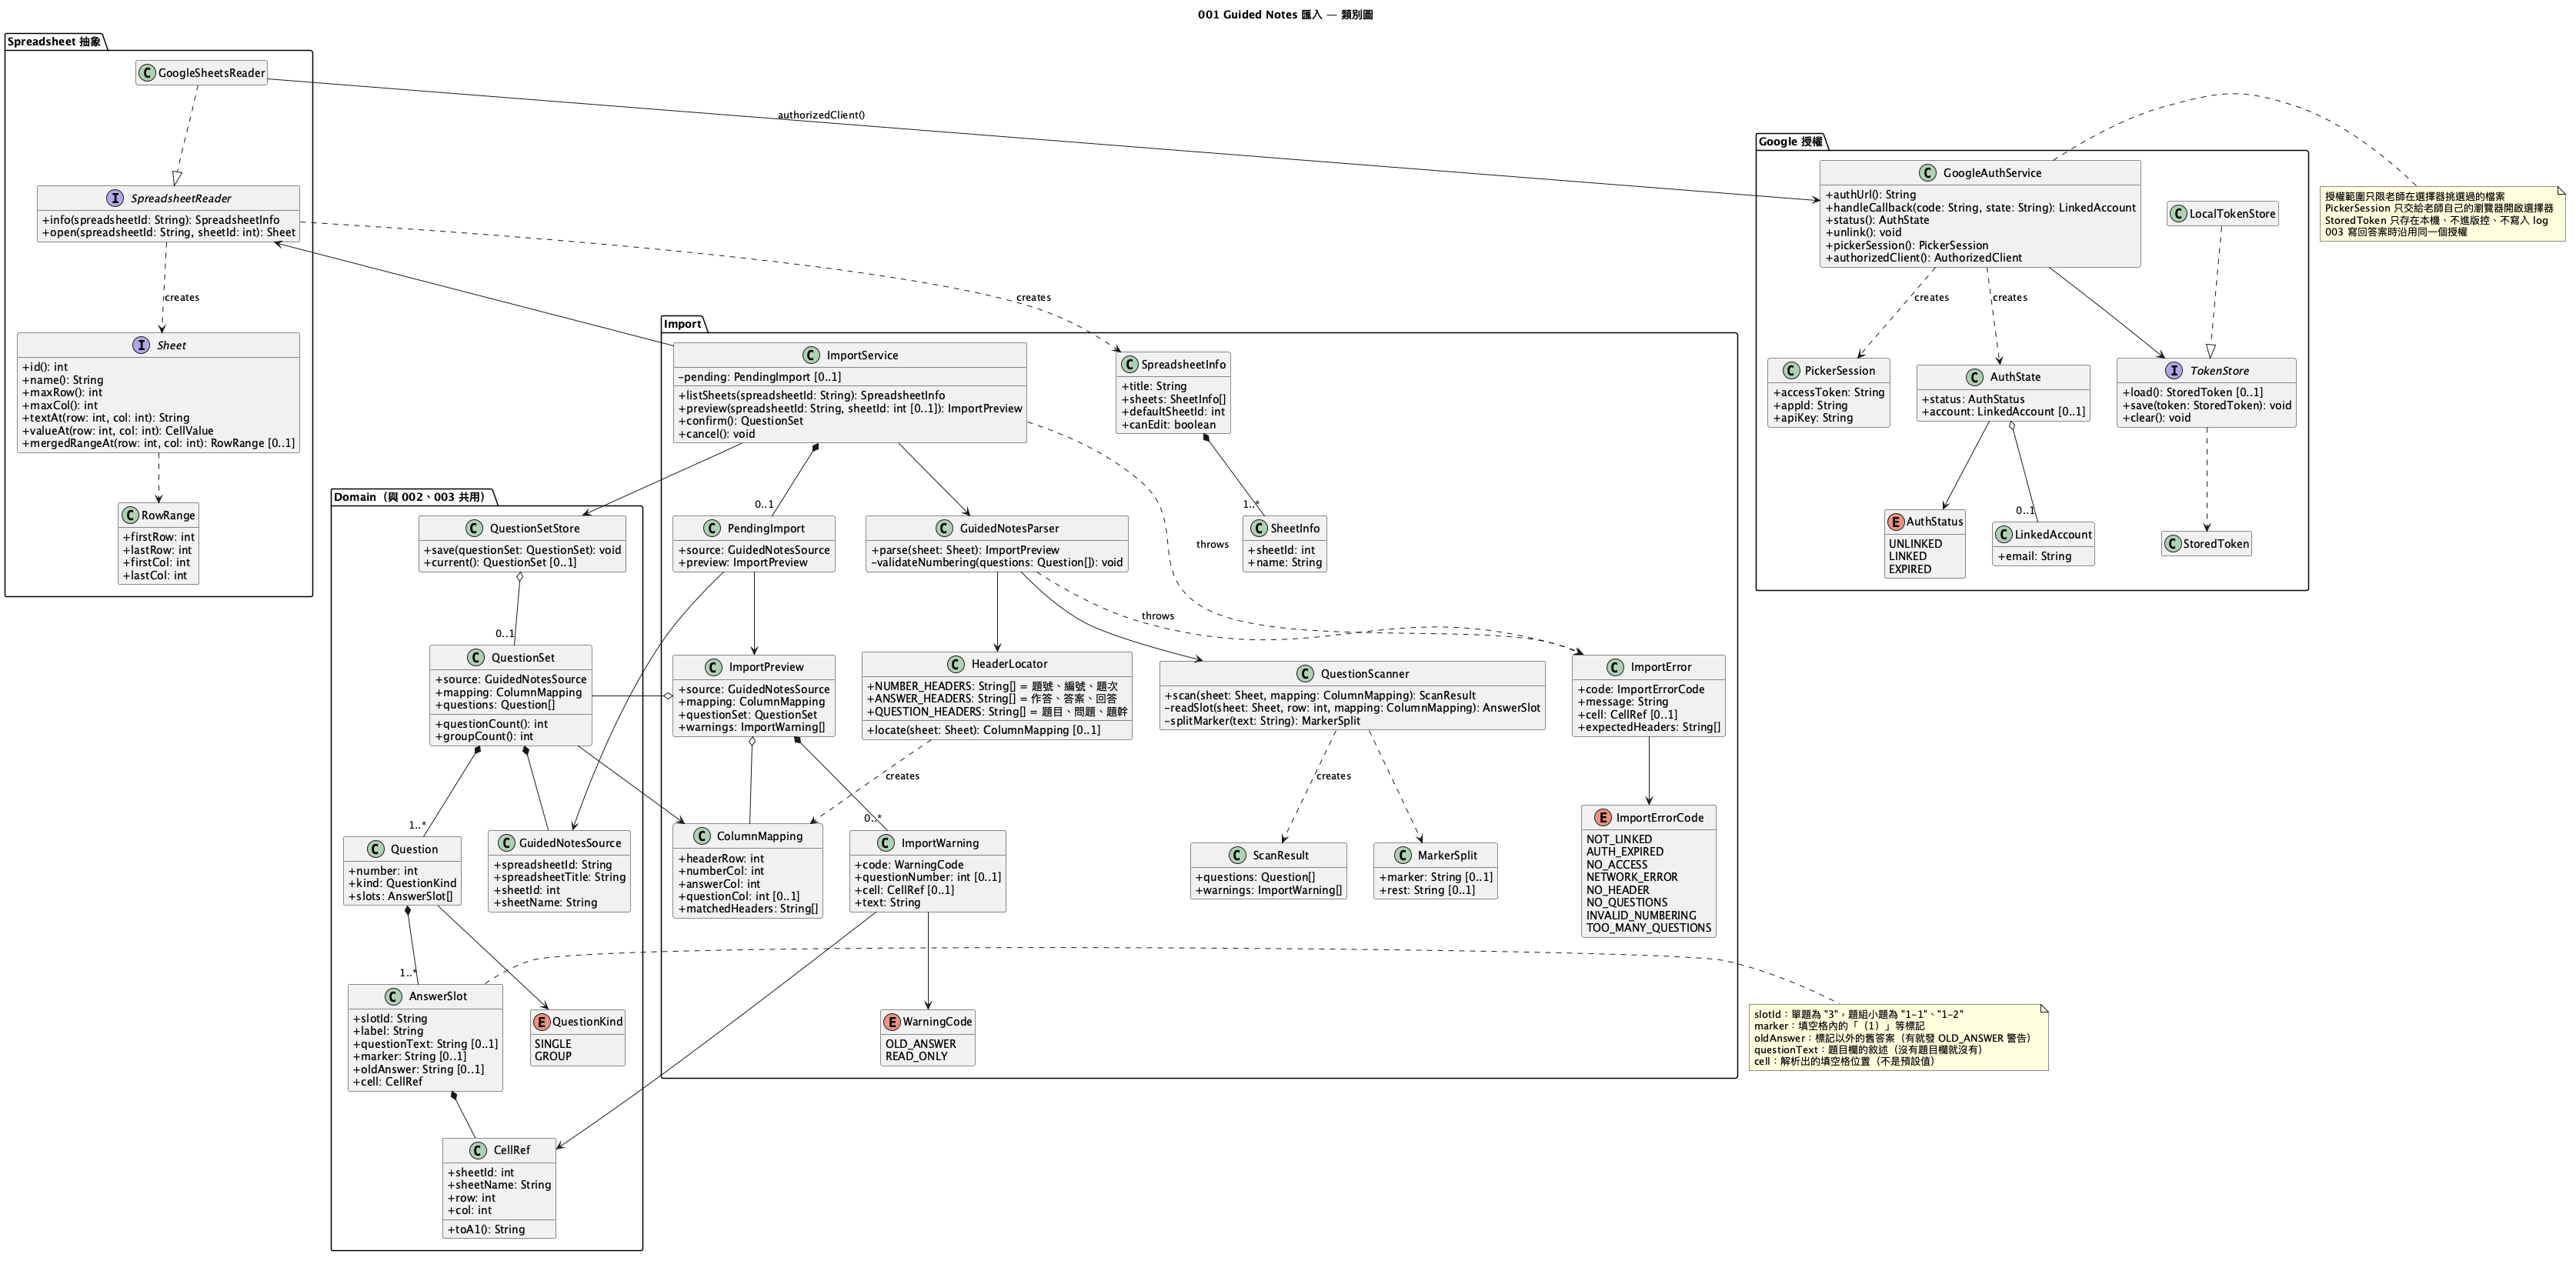 001 Guided Notes 匯入 — 類別圖
Spreadsheet 抽象
GoogleSheetsReader
authorizedClient()
SpreadsheetReader
+info(spreadsheetId: String): SpreadsheetInfo
+open(spreadsheetId: String, sheetId: int): Sheet
creates
creates
Sheet
+id(): int
+name(): String
+maxRow(): int
+maxCol(): int
+textAt(row: int, col: int): String
+valueAt(row: int, col: int): CellValue
+mergedRangeAt(row: int, col: int): RowRange [0..1]
RowRange
+firstRow: int
+lastRow: int
+firstCol: int
+lastCol: int
Google 授權
GoogleAuthService
+authUrl(): String
+handleCallback(code: String, state: String): LinkedAccount
+status(): AuthState
+unlink(): void
+pickerSession(): PickerSession
+authorizedClient(): AuthorizedClient
LocalTokenStore
授權範圍只限老師在選擇器挑選過的檔案
PickerSession 只交給老師自己的瀏覽器開啟選擇器
StoredToken 只存在本機、不進版控、不寫入 log
003 寫回答案時沿用同一個授權
creates
creates
PickerSession
+accessToken: String
+appId: String
+apiKey: String
AuthState
+status: AuthStatus
+account: LinkedAccount [0..1]
TokenStore
+load(): StoredToken [0..1]
+save(token: StoredToken): void
+clear(): void
0..1
AuthStatus
UNLINKED
LINKED
EXPIRED
LinkedAccount
+email: String
StoredToken
Import
ImportService
-pending: PendingImport [0..1]
+listSheets(spreadsheetId: String): SpreadsheetInfo
+preview(spreadsheetId: String, sheetId: int [0..1]): ImportPreview
+confirm(): QuestionSet
+cancel(): void
SpreadsheetInfo
+title: String
+sheets: SheetInfo[]
+defaultSheetId: int
+canEdit: boolean
0..1
1..*
throws
PendingImport
+source: GuidedNotesSource
+preview: ImportPreview
GuidedNotesParser
+parse(sheet: Sheet): ImportPreview
-validateNumbering(questions: Question[]): void
SheetInfo
+sheetId: int
+name: String
throws
ImportPreview
+source: GuidedNotesSource
+mapping: ColumnMapping
+questionSet: QuestionSet
+warnings: ImportWarning[]
HeaderLocator
+NUMBER_HEADERS: String[] = 題號、編號、題次
+ANSWER_HEADERS: String[] = 作答、答案、回答
+QUESTION_HEADERS: String[] = 題目、問題、題幹
+locate(sheet: Sheet): ColumnMapping [0..1]
QuestionScanner
+scan(sheet: Sheet, mapping: ColumnMapping): ScanResult
-readSlot(sheet: Sheet, row: int, mapping: ColumnMapping): AnswerSlot
-splitMarker(text: String): MarkerSplit
ImportError
+code: ImportErrorCode
+message: String
+cell: CellRef [0..1]
+expectedHeaders: String[]
creates
creates
0..*
ColumnMapping
+headerRow: int
+numberCol: int
+answerCol: int
+questionCol: int [0..1]
+matchedHeaders: String[]
ImportWarning
+code: WarningCode
+questionNumber: int [0..1]
+cell: CellRef [0..1]
+text: String
ScanResult
+questions: Question[]
+warnings: ImportWarning[]
MarkerSplit
+marker: String [0..1]
+rest: String [0..1]
ImportErrorCode
NOT_LINKED
AUTH_EXPIRED
NO_ACCESS
NETWORK_ERROR
NO_HEADER
NO_QUESTIONS
INVALID_NUMBERING
TOO_MANY_QUESTIONS
WarningCode
OLD_ANSWER
READ_ONLY
Domain（與 002、003 共用）
QuestionSetStore
+save(questionSet: QuestionSet): void
+current(): QuestionSet [0..1]
0..1
QuestionSet
+source: GuidedNotesSource
+mapping: ColumnMapping
+questions: Question[]
+questionCount(): int
+groupCount(): int
1..*
Question
+number: int
+kind: QuestionKind
+slots: AnswerSlot[]
GuidedNotesSource
+spreadsheetId: String
+spreadsheetTitle: String
+sheetId: int
+sheetName: String
1..*
AnswerSlot
+slotId: String
+label: String
+questionText: String [0..1]
+marker: String [0..1]
+oldAnswer: String [0..1]
+cell: CellRef
QuestionKind
SINGLE
GROUP
CellRef
+sheetId: int
+sheetName: String
+row: int
+col: int
+toA1(): String
slotId：單題為 "3"，題組小題為 "1-1"、"1-2"
marker：填空格內的「（1）」等標記
oldAnswer：標記以外的舊答案（有就發 OLD_ANSWER 警告）
questionText：題目欄的敘述（沒有題目欄就沒有）
cell：解析出的填空格位置（不是預設值）